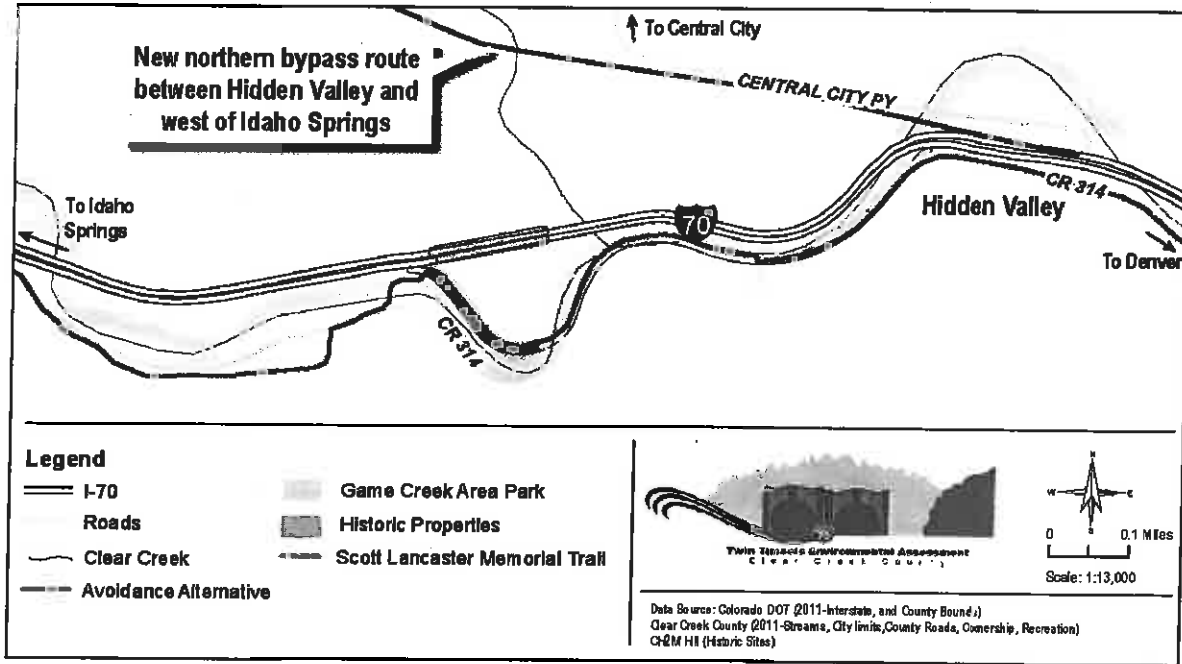 To Central City
New northern bypass route
between Hidden Valley and
west of Idaho Springs
CENTRAL CITY PY
CR 314
Hidden Valley
To Idaho
Springs
70
To Denver
CR 314
Legend
I-70
Roads
Clear Creek
Avoidance Alternative
Game Creek Area Park
Historic Properties
Scott Lancaster Memorial Trail
Twin Tunnels Environmental Assessment
Clear Creek County
N
W
E
S
0 0.1 Miles
Scale: 1:13,000
Data Source: Colorado DOT (2011-Interstate, and County Bounds)
Clear Creek County (2011-Streams, City limits,County Roads, Ownership, Recreation)
CH2M Hill (Historic Sites)